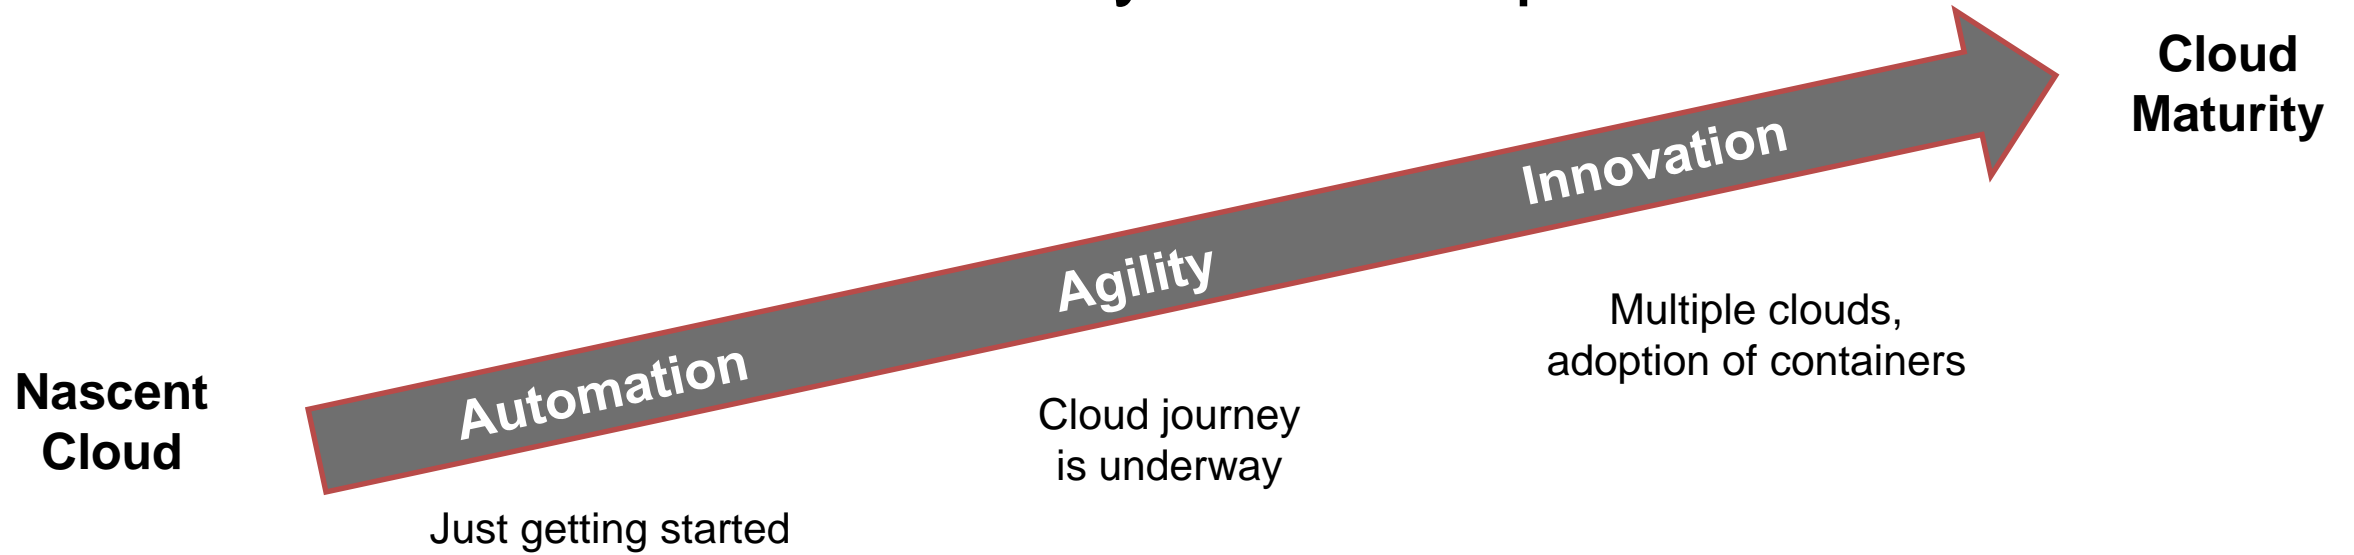 Cloud
Maturity
Innovation
Agility
Automation
Multiple clouds,
adoption of containers
Nascent
Cloud
Cloud journey
is underway
Just getting started